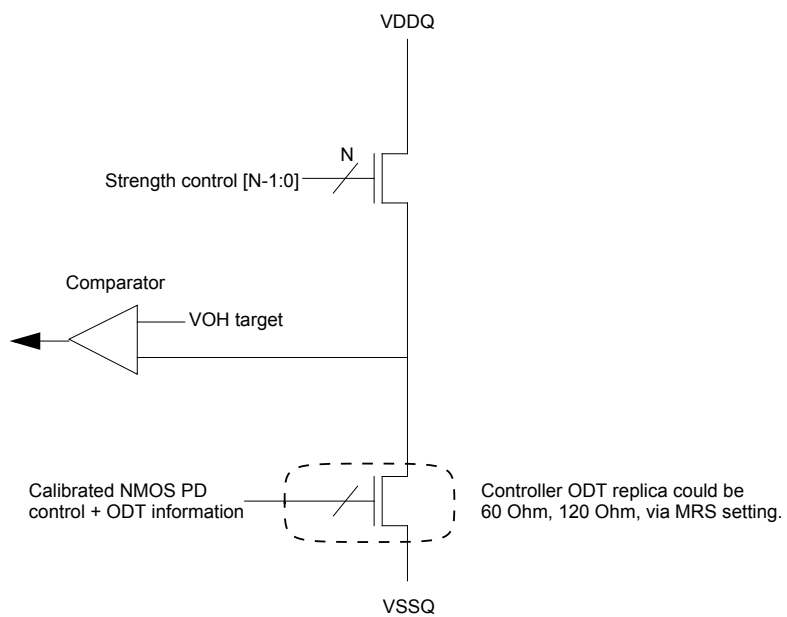 VDDQ
N
Strength control [N-1:0]
Comparator
VOH target
Calibrated NMOS PD
control + ODT information
Controller ODT replica could be
60 Ohm, 120 Ohm, via MRS setting.
VSSQ